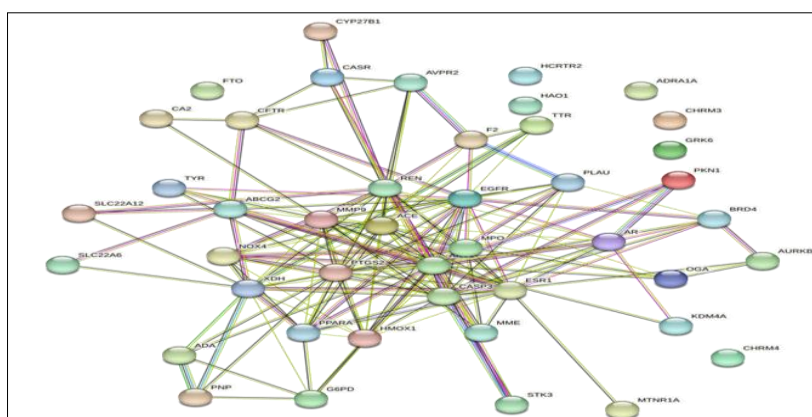 CYP27B1
CASR
AVPR2
HCRTR2
FTO
ADRA1A
HAO1
CA2
CFTR
TTR
CHRM3
F2
GRK6
TYR
REN
PLAU
PKN1
EGFR
SLC22A12
ABCG2
MMP9
BRD4
ACE
AR
MPO
NOX4
AURKB
SLC22A6
PTGS2
OGA
XDH
CASP3
ESR1
PPARA
HMOX1
MME
KDM4A
ADA
CHRM4
PNP
G6PD
STK3
MTNR1A